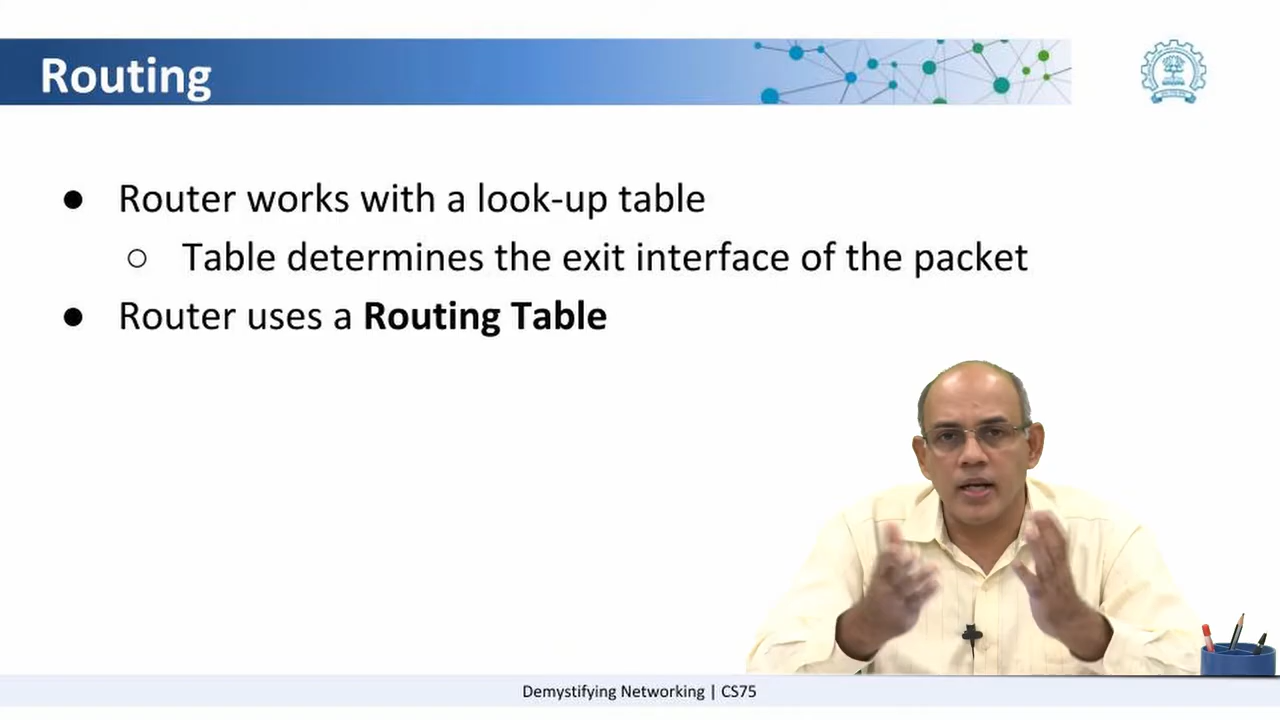 Routing
● Router works with a look-up table
○ Table determines the exit interface of the packet
● Router uses a Routing Table
Demystifying Networking | CS75